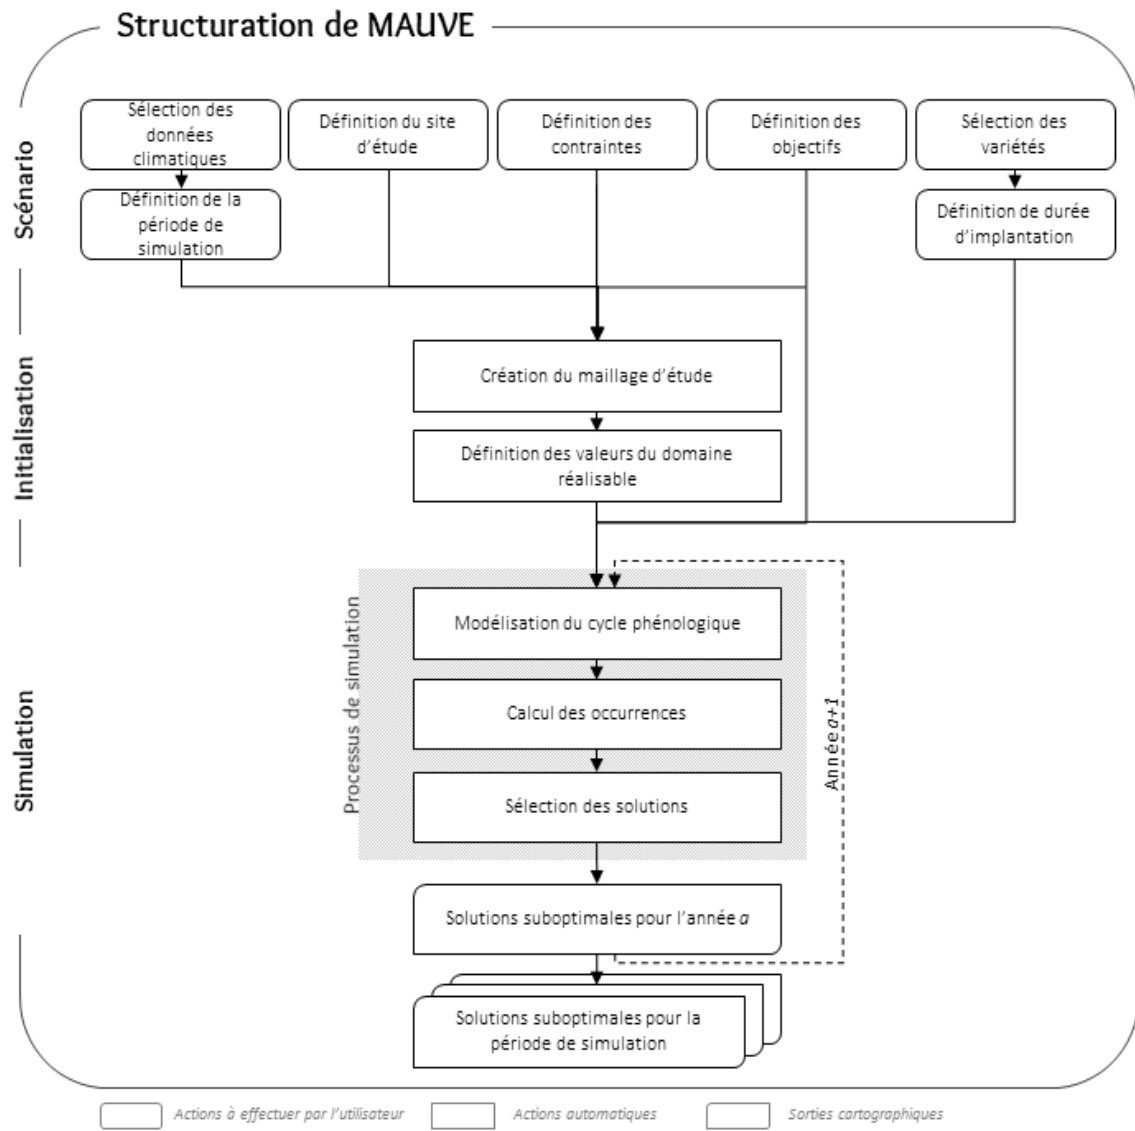 Structuration de MAUVE
Scénario
Sélection des
données
climatiques
Définition du site
d'étude
Définition des
contraintes
Définition des
objectifs
Sélection des
variétés
Définition de la
période de
simulation
Définition de durée
d'implantation
Initialisation
Création du maillage d'étude
Définition des valeurs du domaine
réalisable
Simulation
Processus de simulation
Modélisation du cycle phénologique
Calcul des occurrences
Sélection des solutions
Année a+1
Solutions suboptimales pour l'année a
Solutions suboptimales pour la
période de simulation
Actions à effectuer par l'utilisateur
Actions automatiques
Sorties cartographiques